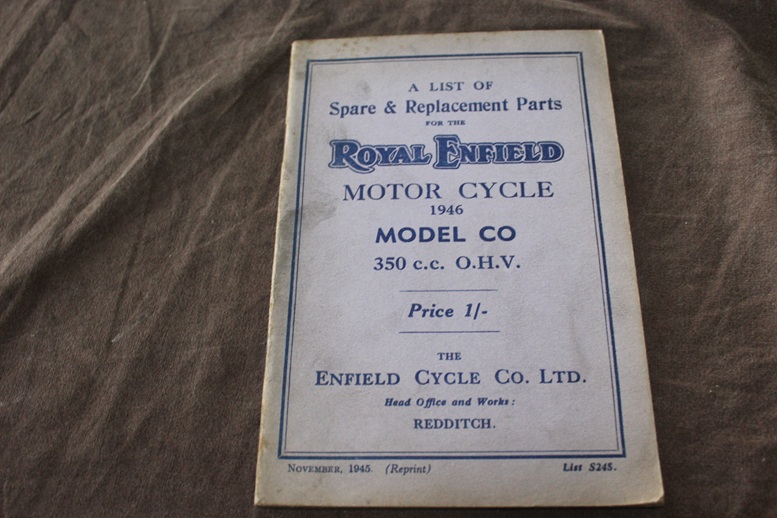 A LIST OF
Spare & Replacement Parts
FOR THE
ROYAL ENFIELD
MOTOR CYCLE
1946
MODEL CO
350 c.c. O.H.V.
Price 1/-
THE
ENFIELD CYCLE CO. LTD.
Head Office and Works:
REDDITCH.
NOVEMBER, 1945. (Reprint) List S245.